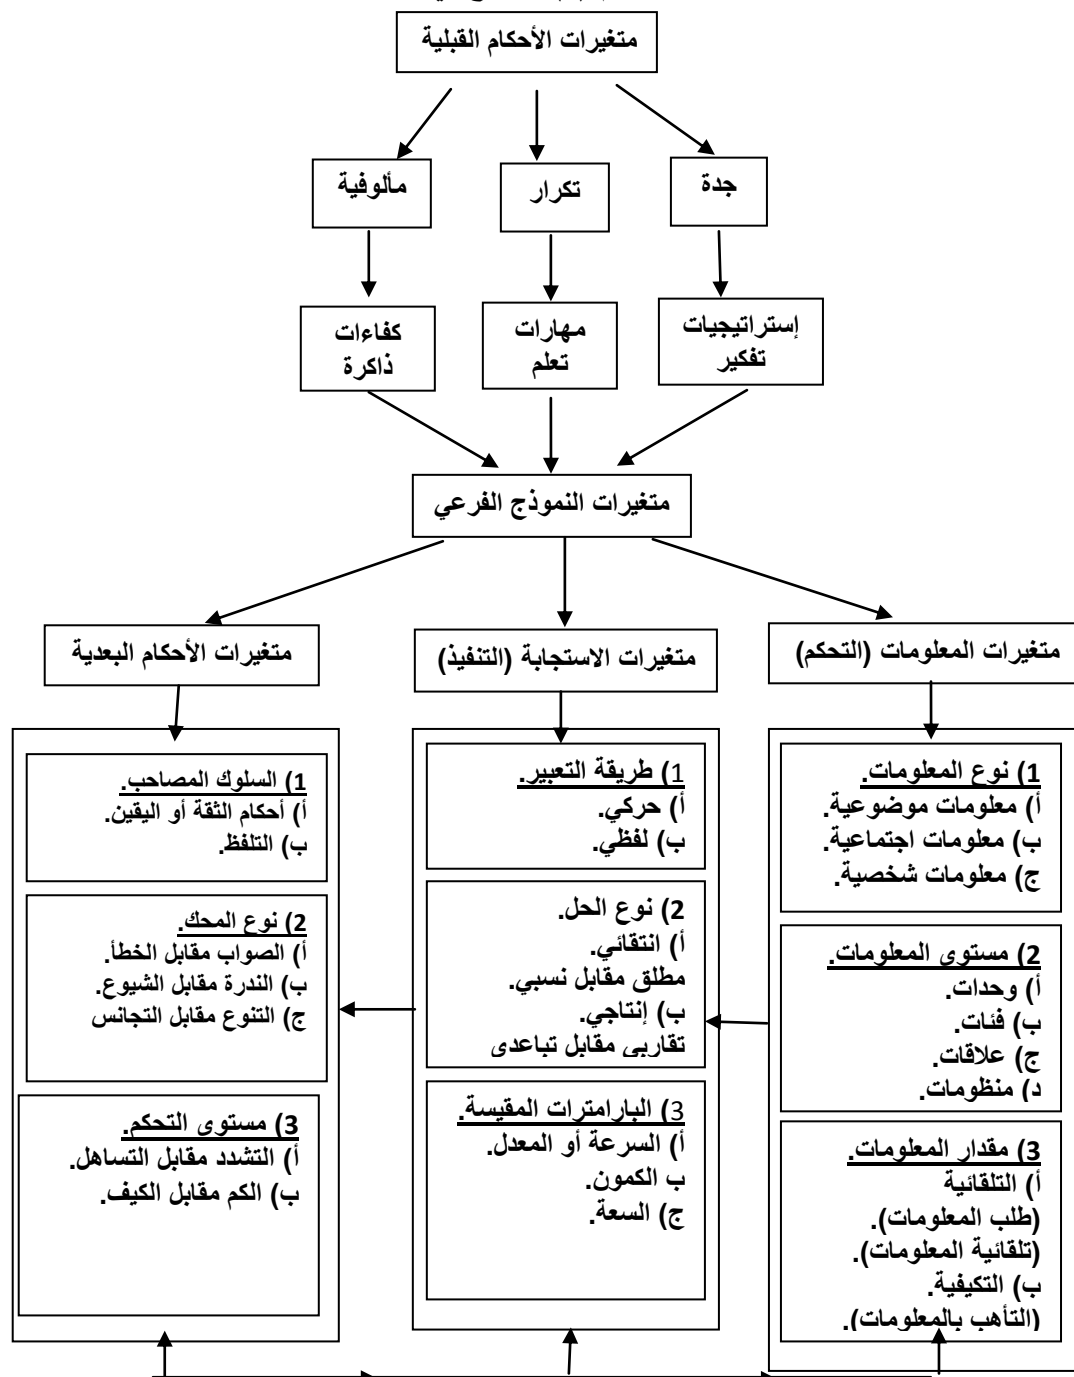 متغيرات الأحكام القبلية
جدة
تكرار
مألوفية
إستراتيجيات
تفكير
مهارات
تعلم
كفاءات
ذاكرة
متغيرات النموذج الفرعي
متغيرات المعلومات (التحكم)
متغيرات الاستجابة (التنفيذ)
متغيرات الأحكام البعدية
1) نوع المعلومات.
أ) معلومات موضوعية.
ب) معلومات اجتماعية.
ج) معلومات شخصية.
2) مستوى المعلومات.
أ) وحدات.
ب) فئات.
ج) علاقات.
د) منظومات.
3) مقدار المعلومات.
أ) التلقائية
(طلب المعلومات).
(تلقائية المعلومات).
ب) التكيفية.
(التأهب بالمعلومات).
1) طريقة التعبير.
أ) حركي.
ب) لفظي.
2) نوع الحل.
أ) انتقائي.
مطلق مقابل نسبي.
ب) إنتاجي.
تقاربي مقابل تباعدي
3) البارامترات المقيسة.
أ) السرعة أو المعدل.
ب الكمون.
ج) السعة.
1) السلوك المصاحب.
أ) أحكام الثقة أو اليقين.
ب) التلفظ.
2) نوع المحك.
أ) الصواب مقابل الخطأ.
ب) الندرة مقابل الشيوع.
ج) التنوع مقابل التجانس
3) مستوى التحكم.
أ) التشدد مقابل التساهل.
ب) الكم مقابل الكيف.